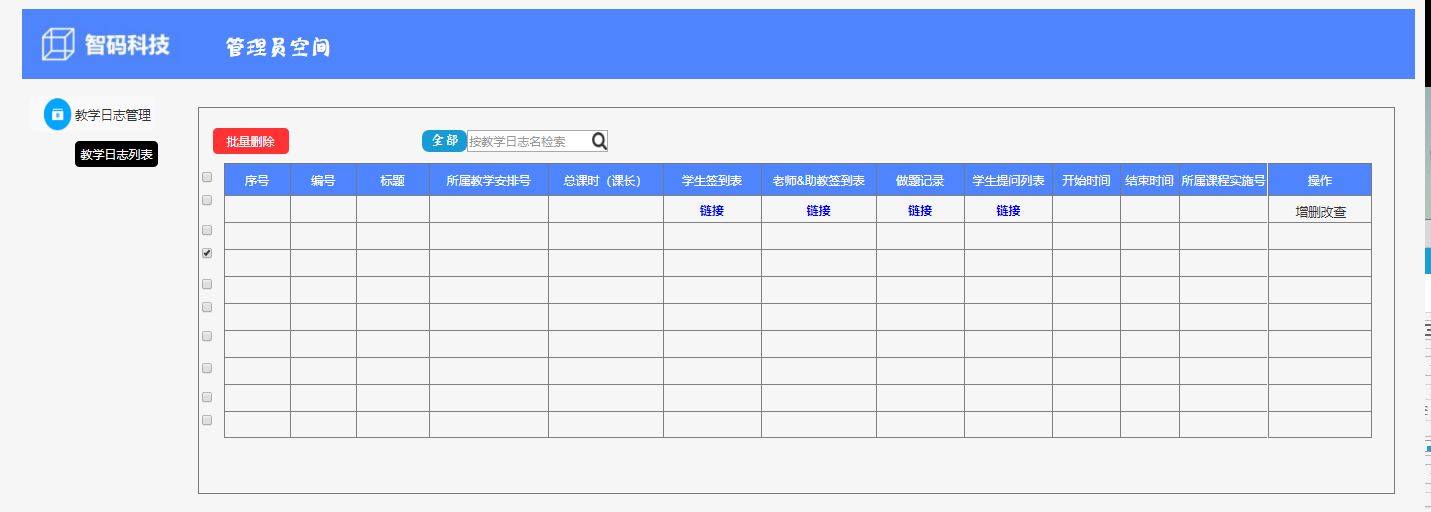 智码科技 管理员空间
教学日志管理
教学日志列表
批量删除 全部 按教学日志名检索
序号 编号 标题 所属教学安排号 总课时（课长） 学生签到表 老师&助教签到表 做题记录 学生提问列表 开始时间 结束时间 所属课程实施号 操作
链接 链接 链接 链接 增删改查